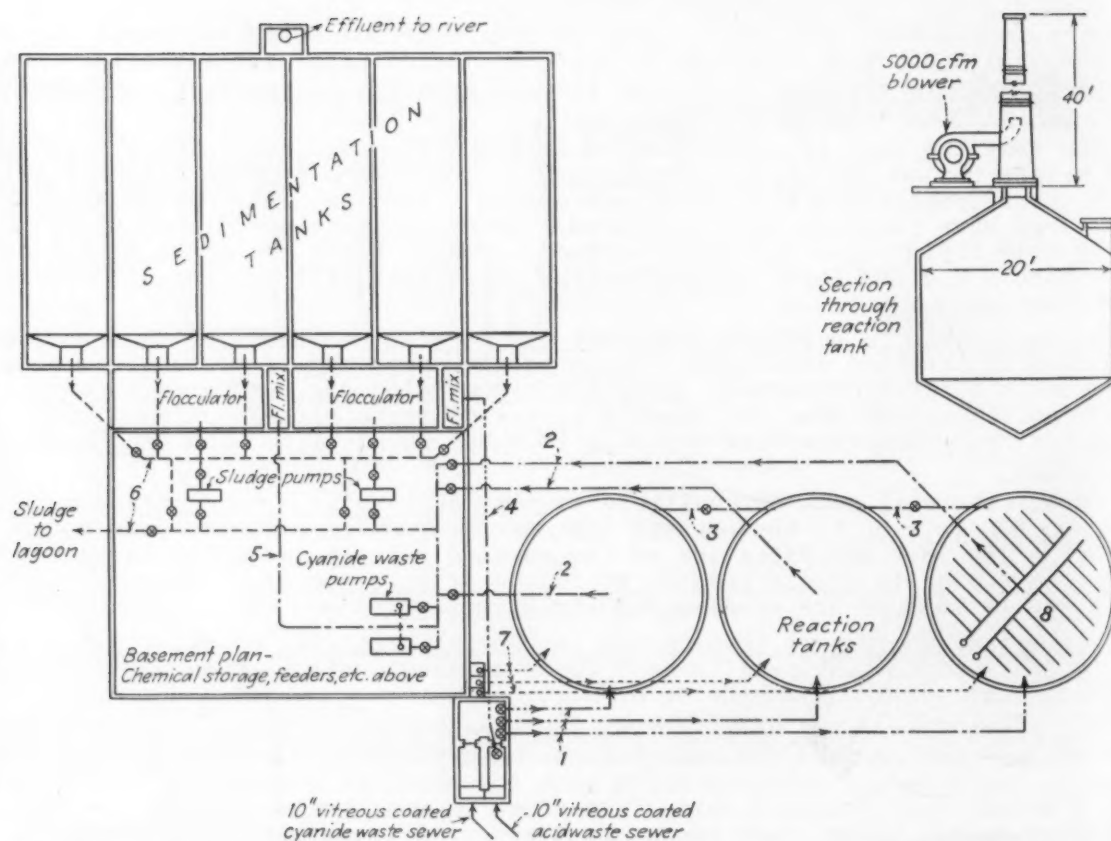 Effluent to river
SEDIMENTATION
TANKS
5000 cfm
blower
40'
20'
Section
through
reaction
tank
Flocculator
Fl. mix
Flocculator
Fl. mix
6
Sludge pumps
Sludge
to
lagoon
5
4
2
3
3
Cyanide waste
pumps
2
Reaction
tanks
8
7
Basement plan-
Chemical storage, feeders, etc. above
1
10" vitreous coated
cyanide waste sewer
10" vitreous coated
acid waste sewer